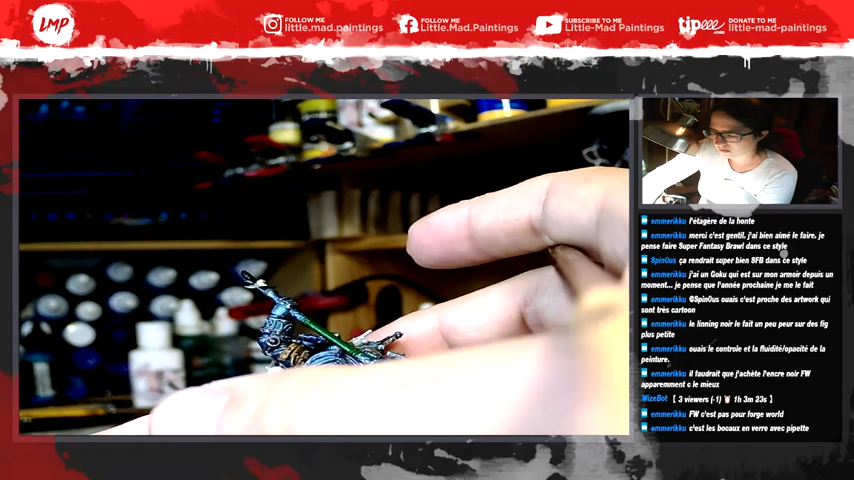 LMP
FOLLOW ME
little.mad.paintings
FOLLOW ME
Little.Mad.Paintings
SUBSCRIBE TO ME
Little-Mad Paintings
tipeee.com
DONATE TO ME
little-mad-paintings
emmerikku l'étagère de la honte
emmerikku merci c'est gentil, j'ai bien aimé le faire, je
pense faire Super Fantasy Brawl dans ce style
Spin0us ça rendrait super bien SFB dans ce style
emmerikku j'ai un Goku qui est sur mon armoir depuis un
moment... je pense que l'année prochaine je me le fait
emmerikku @Spin0us ouais c'est proche des artwork qui
sont très cartoon
emmerikku le linning noir le fait un peu peur sur des fig
plus petite
emmerikku ouais le controle et la fluidité/opacité de la
peinture.
emmerikku il faudrait que j'achéte l'encre noir FW
apparemment c le mieux
WizeBot [ 3 viewers (-1) 1h 3m 23s ]
emmerikku FW c'est pas pour forge world
emmerikku c'est les bocaux en verre avec pipette